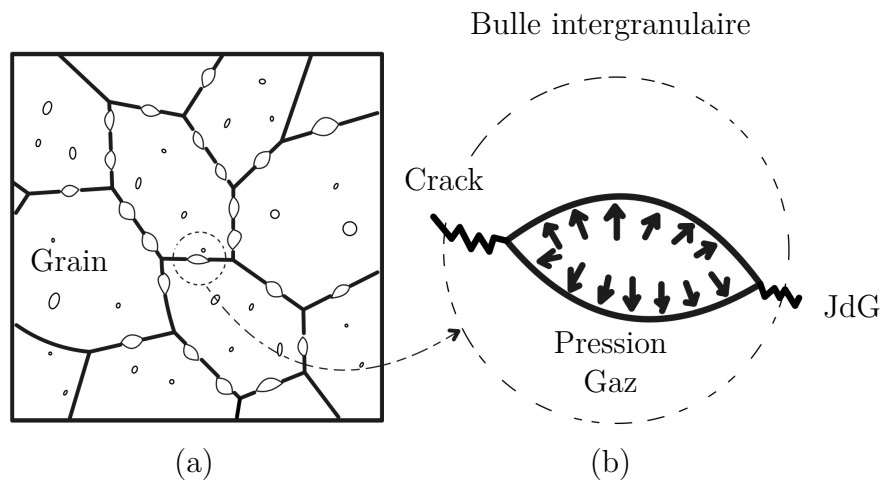 Bulle intergranulaire
Crack
Grain
JdG
Pression
Gaz
(a)
(b)